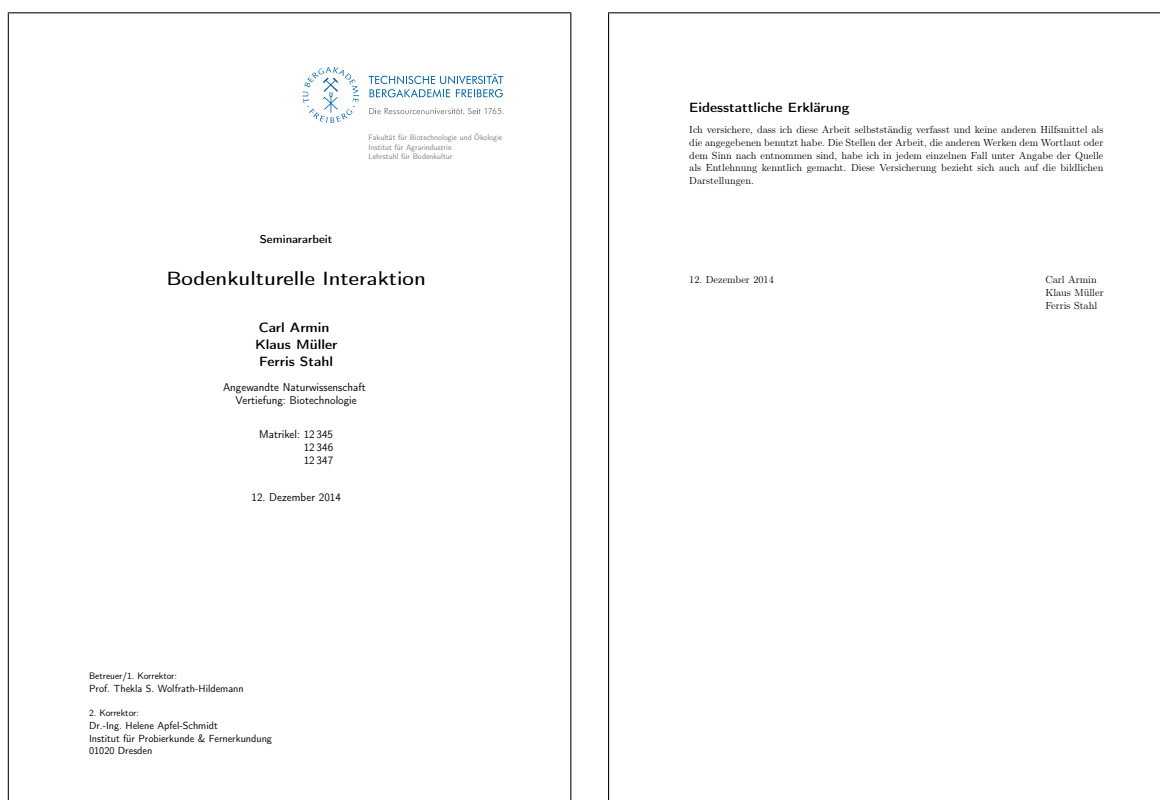 TU BERGAKADEMIE
· FREIBERG ·
TECHNISCHE UNIVERSITÄT
BERGAKADEMIE FREIBERG
Die Ressourcenuniversität. Seit 1765.
Fakultät für Biotechnologie und Ökologie
Institut für Agrarindustrie
Lehrstuhl für Bodenkultur
Seminararbeit
Bodenkulturelle Interaktion
Carl Armin
Klaus Müller
Ferris Stahl
Angewandte Naturwissenschaft
Vertiefung: Biotechnologie
Matrikel: 12 345
12 346
12 347
12. Dezember 2014
Betreuer/1. Korrektor:
Prof. Thekla S. Wolfrath-Hildemann
2. Korrektor:
Dr.-Ing. Helene Apfel-Schmidt
Institut für Probierkunde & Fernerkundung
01020 Dresden
Eidesstattliche Erklärung
Ich versichere, dass ich diese Arbeit selbstständig verfasst und keine anderen Hilfsmittel als
die angegebenen benutzt habe. Die Stellen der Arbeit, die anderen Werken dem Wortlaut oder
dem Sinn nach entnommen sind, habe ich in jedem einzelnen Fall unter Angabe der Quelle
als Entlehnung kenntlich gemacht. Diese Versicherung bezieht sich auch auf die bildlichen
Darstellungen.
12. Dezember 2014
Carl Armin
Klaus Müller
Ferris Stahl